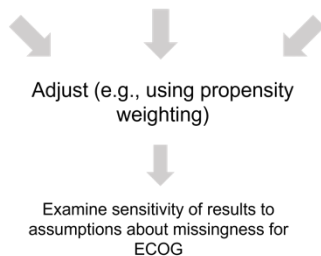 Adjust (e.g., using propensity
weighting)
Examine sensitivity of results to
assumptions about missingness for
ECOG